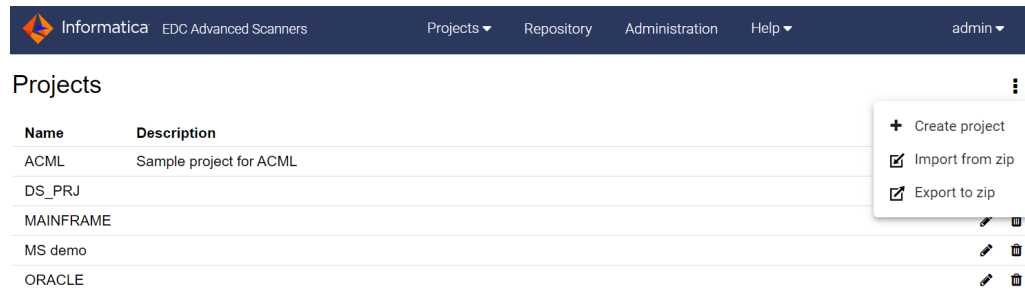 Informatica EDC Advanced Scanners Projects Repository Administration Help admin
Projects
Name Description
Create project
ACML Sample project for ACML
Import from zip
DS_PRJ
Export to zip
MAINFRAME
MS demo
ORACLE